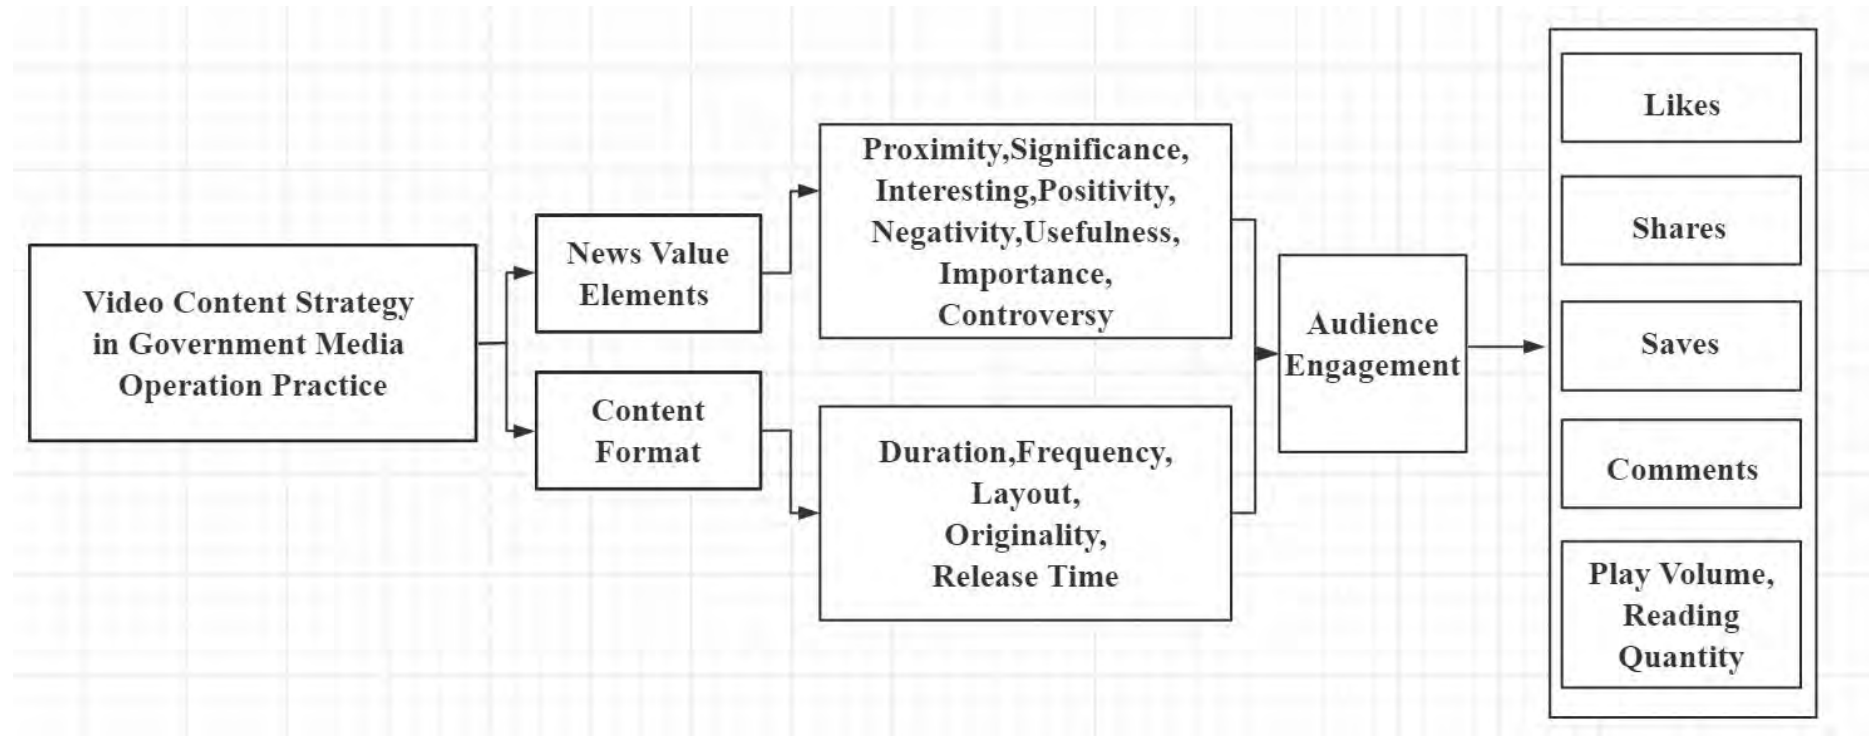 Video Content Strategy
in Government Media
Operation Practice
News Value
Elements
Content
Format
Proximity,Significance,
Interesting,Positivity,
Negativity,Usefulness,
Importance,
Controversy
Duration,Frequency,
Layout,
Originality,
Release Time
Audience
Engagement
Likes
Shares
Saves
Comments
Play Volume,
Reading
Quantity